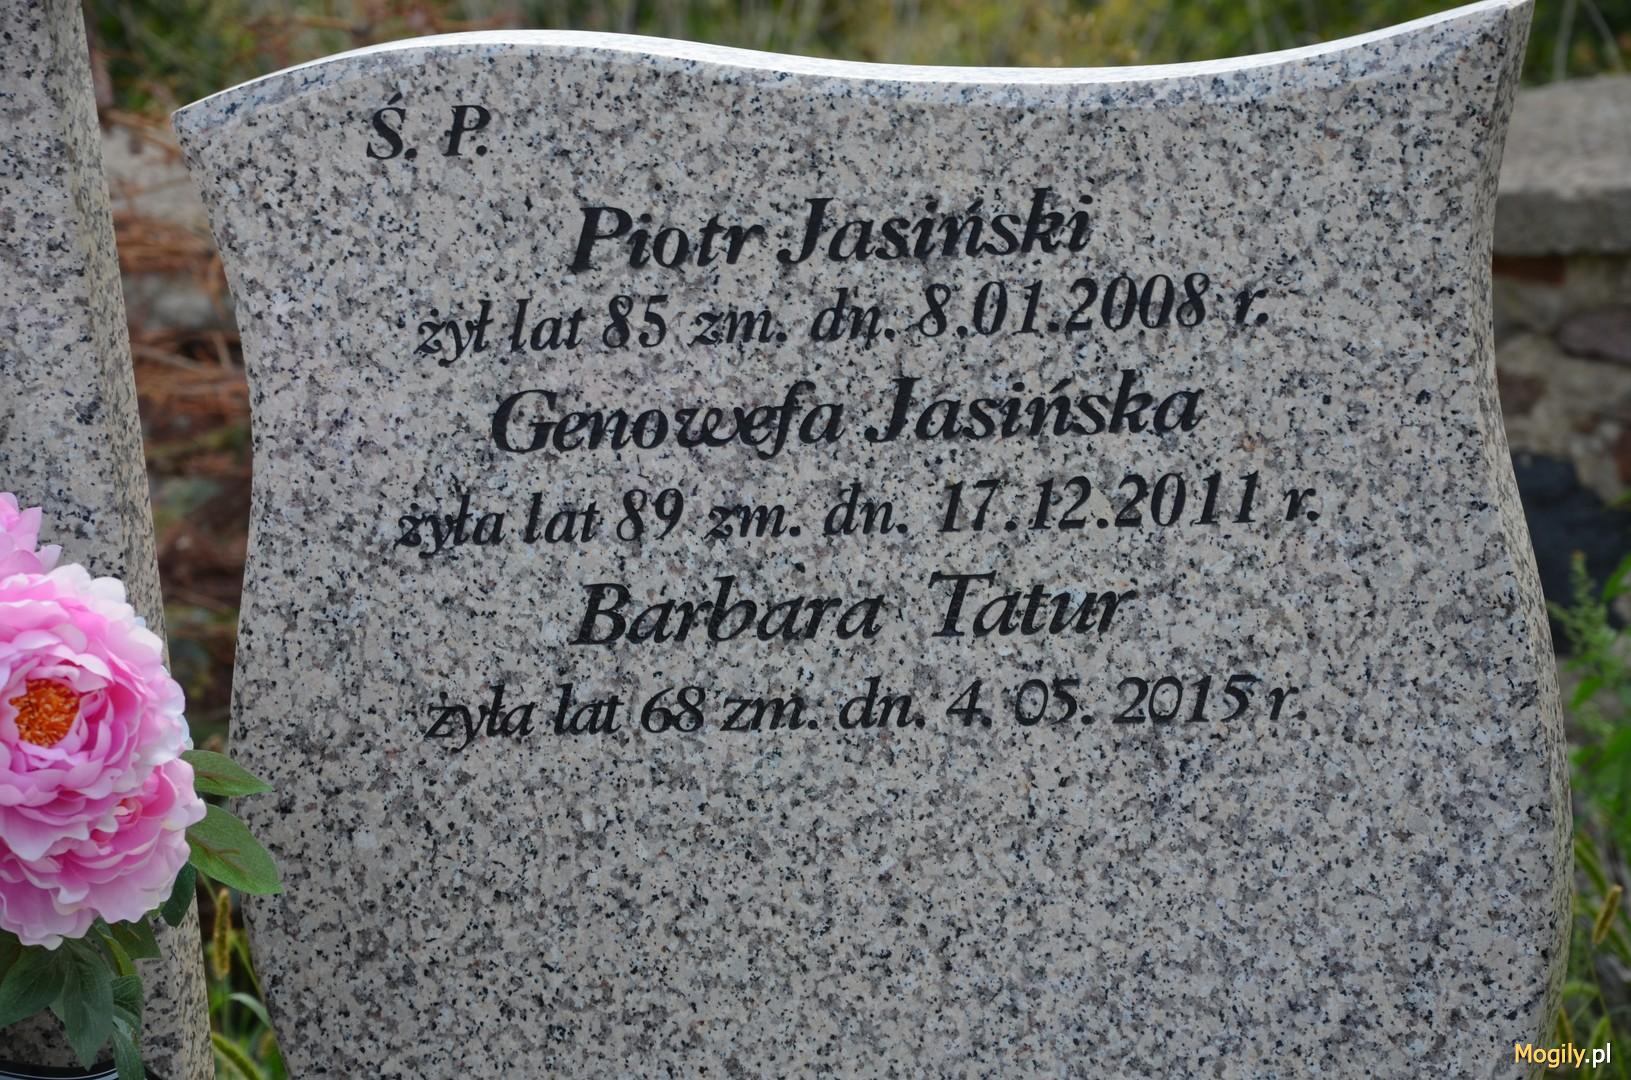 Ś. P.
Piotr Jasiński
żył lat 85 zm. dn. 8.01.2008 r.
Genowefa Jasińska
żyła lat 89 zm. dn. 17.12.2011 r.
Barbara Tatur
żyła lat 68 zm. dn. 4. 05. 2015 r.
Mogily.pl